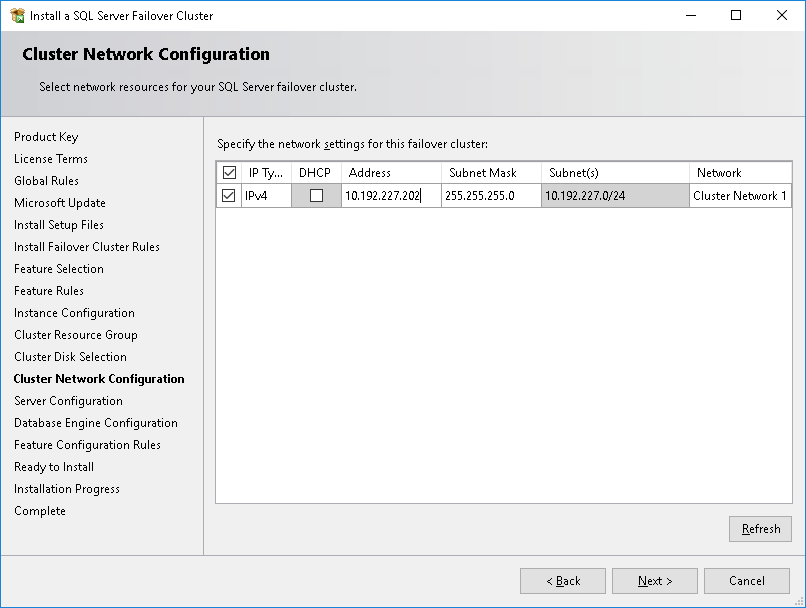 Install a SQL Server Failover Cluster
Cluster Network Configuration
Select network resources for your SQL Server failover cluster.
Product Key
License Terms
Global Rules
Microsoft Update
Install Setup Files
Install Failover Cluster Rules
Feature Selection
Feature Rules
Instance Configuration
Cluster Resource Group
Cluster Disk Selection
Cluster Network Configuration
Server Configuration
Database Engine Configuration
Feature Configuration Rules
Ready to Install
Installation Progress
Complete
Specify the network settings for this failover cluster:
IP Ty... DHCP Address Subnet Mask Subnet(s) Network
IPv4 10.192.227.202 255.255.255.0 10.192.227.0/24 Cluster Network 1
Refresh
< Back Next > Cancel